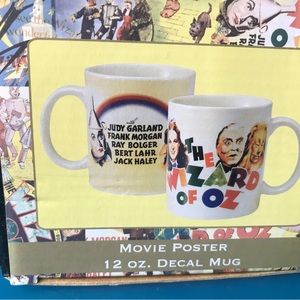 with
JUDY GARLAND
FRANK MORGAN
RAY BOLGER
BERT LAHR
JACK HALEY
THE
WIZARD
OF OZ
MOVIE POSTER
12 OZ. DECAL MUG